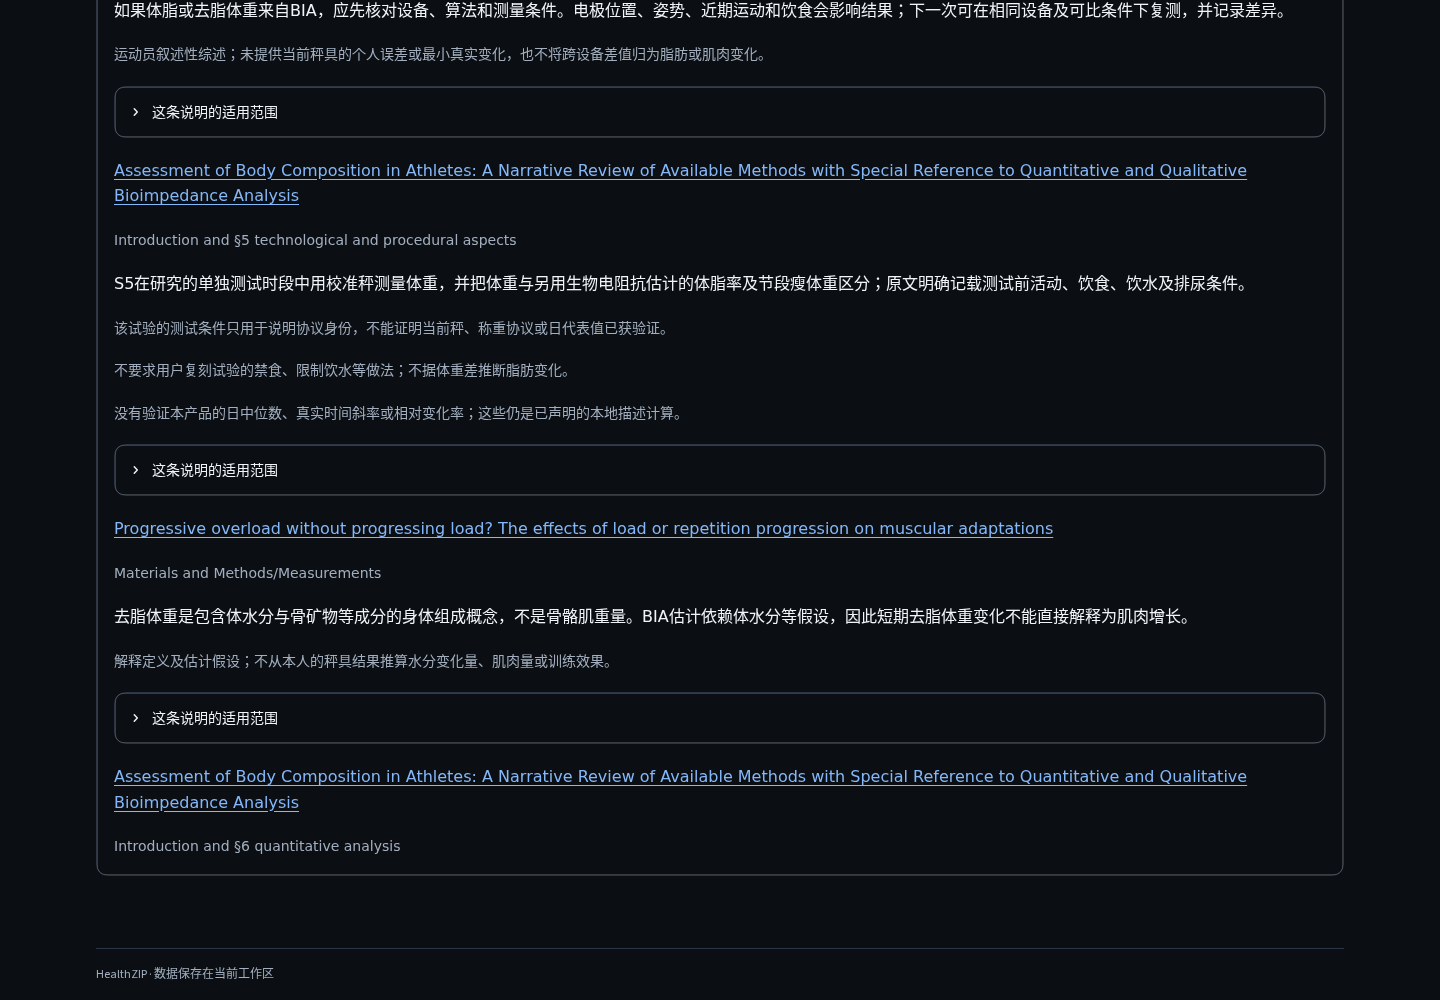 如果体脂或去脂体重来自BIA，应先核对设备、算法和测量条件。电极位置、姿势、近期运动和饮食会影响结果；下一次可在相同设备及可比条件下复测，并记录差异。
运动员叙述性综述；未提供当前秤具的个人误差或最小真实变化，也不将跨设备差值归为脂肪或肌肉变化。
› 这条说明的适用范围
Assessment of Body Composition in Athletes: A Narrative Review of Available Methods with Special Reference to Quantitative and Qualitative
Bioimpedance Analysis
Introduction and §5 technological and procedural aspects
S5在研究的单独测试时段中用校准秤测量体重，并把体重与另用生物电阻抗估计的体脂率及节段瘦体重区分；原文明确记载测试前活动、饮食、饮水及排尿条件。
该试验的测试条件只用于说明协议身份，不能证明当前秤、称重协议或日代表值已获验证。
不要求用户复刻试验的禁食、限制饮水等做法；不据体重差推断脂肪变化。
没有验证本产品的日中位数、真实时间斜率或相对变化率；这些仍是已声明的本地描述计算。
› 这条说明的适用范围
Progressive overload without progressing load? The effects of load or repetition progression on muscular adaptations
Materials and Methods/Measurements
去脂体重是包含体水分与骨矿物等成分的身体组成概念，不是骨骼肌重量。BIA估计依赖体水分等假设，因此短期去脂体重变化不能直接解释为肌肉增长。
解释定义及估计假设；不从本人的秤具结果推算水分变化量、肌肉量或训练效果。
› 这条说明的适用范围
Assessment of Body Composition in Athletes: A Narrative Review of Available Methods with Special Reference to Quantitative and Qualitative
Bioimpedance Analysis
Introduction and §6 quantitative analysis
HealthZIP · 数据保存在当前工作区